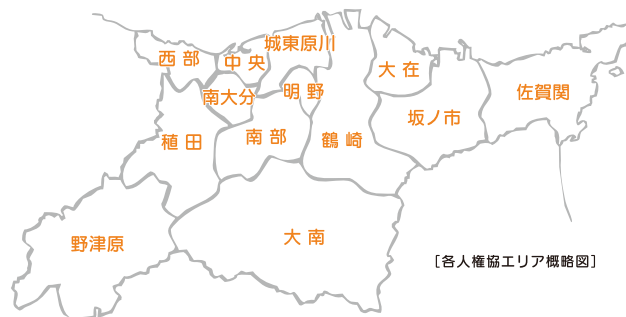 城東原川
西部
中央
大在
佐賀関
南大分
明野
坂ノ市
稙田
南部
鶴崎
野津原
大南
［各人権協エリア概略図］